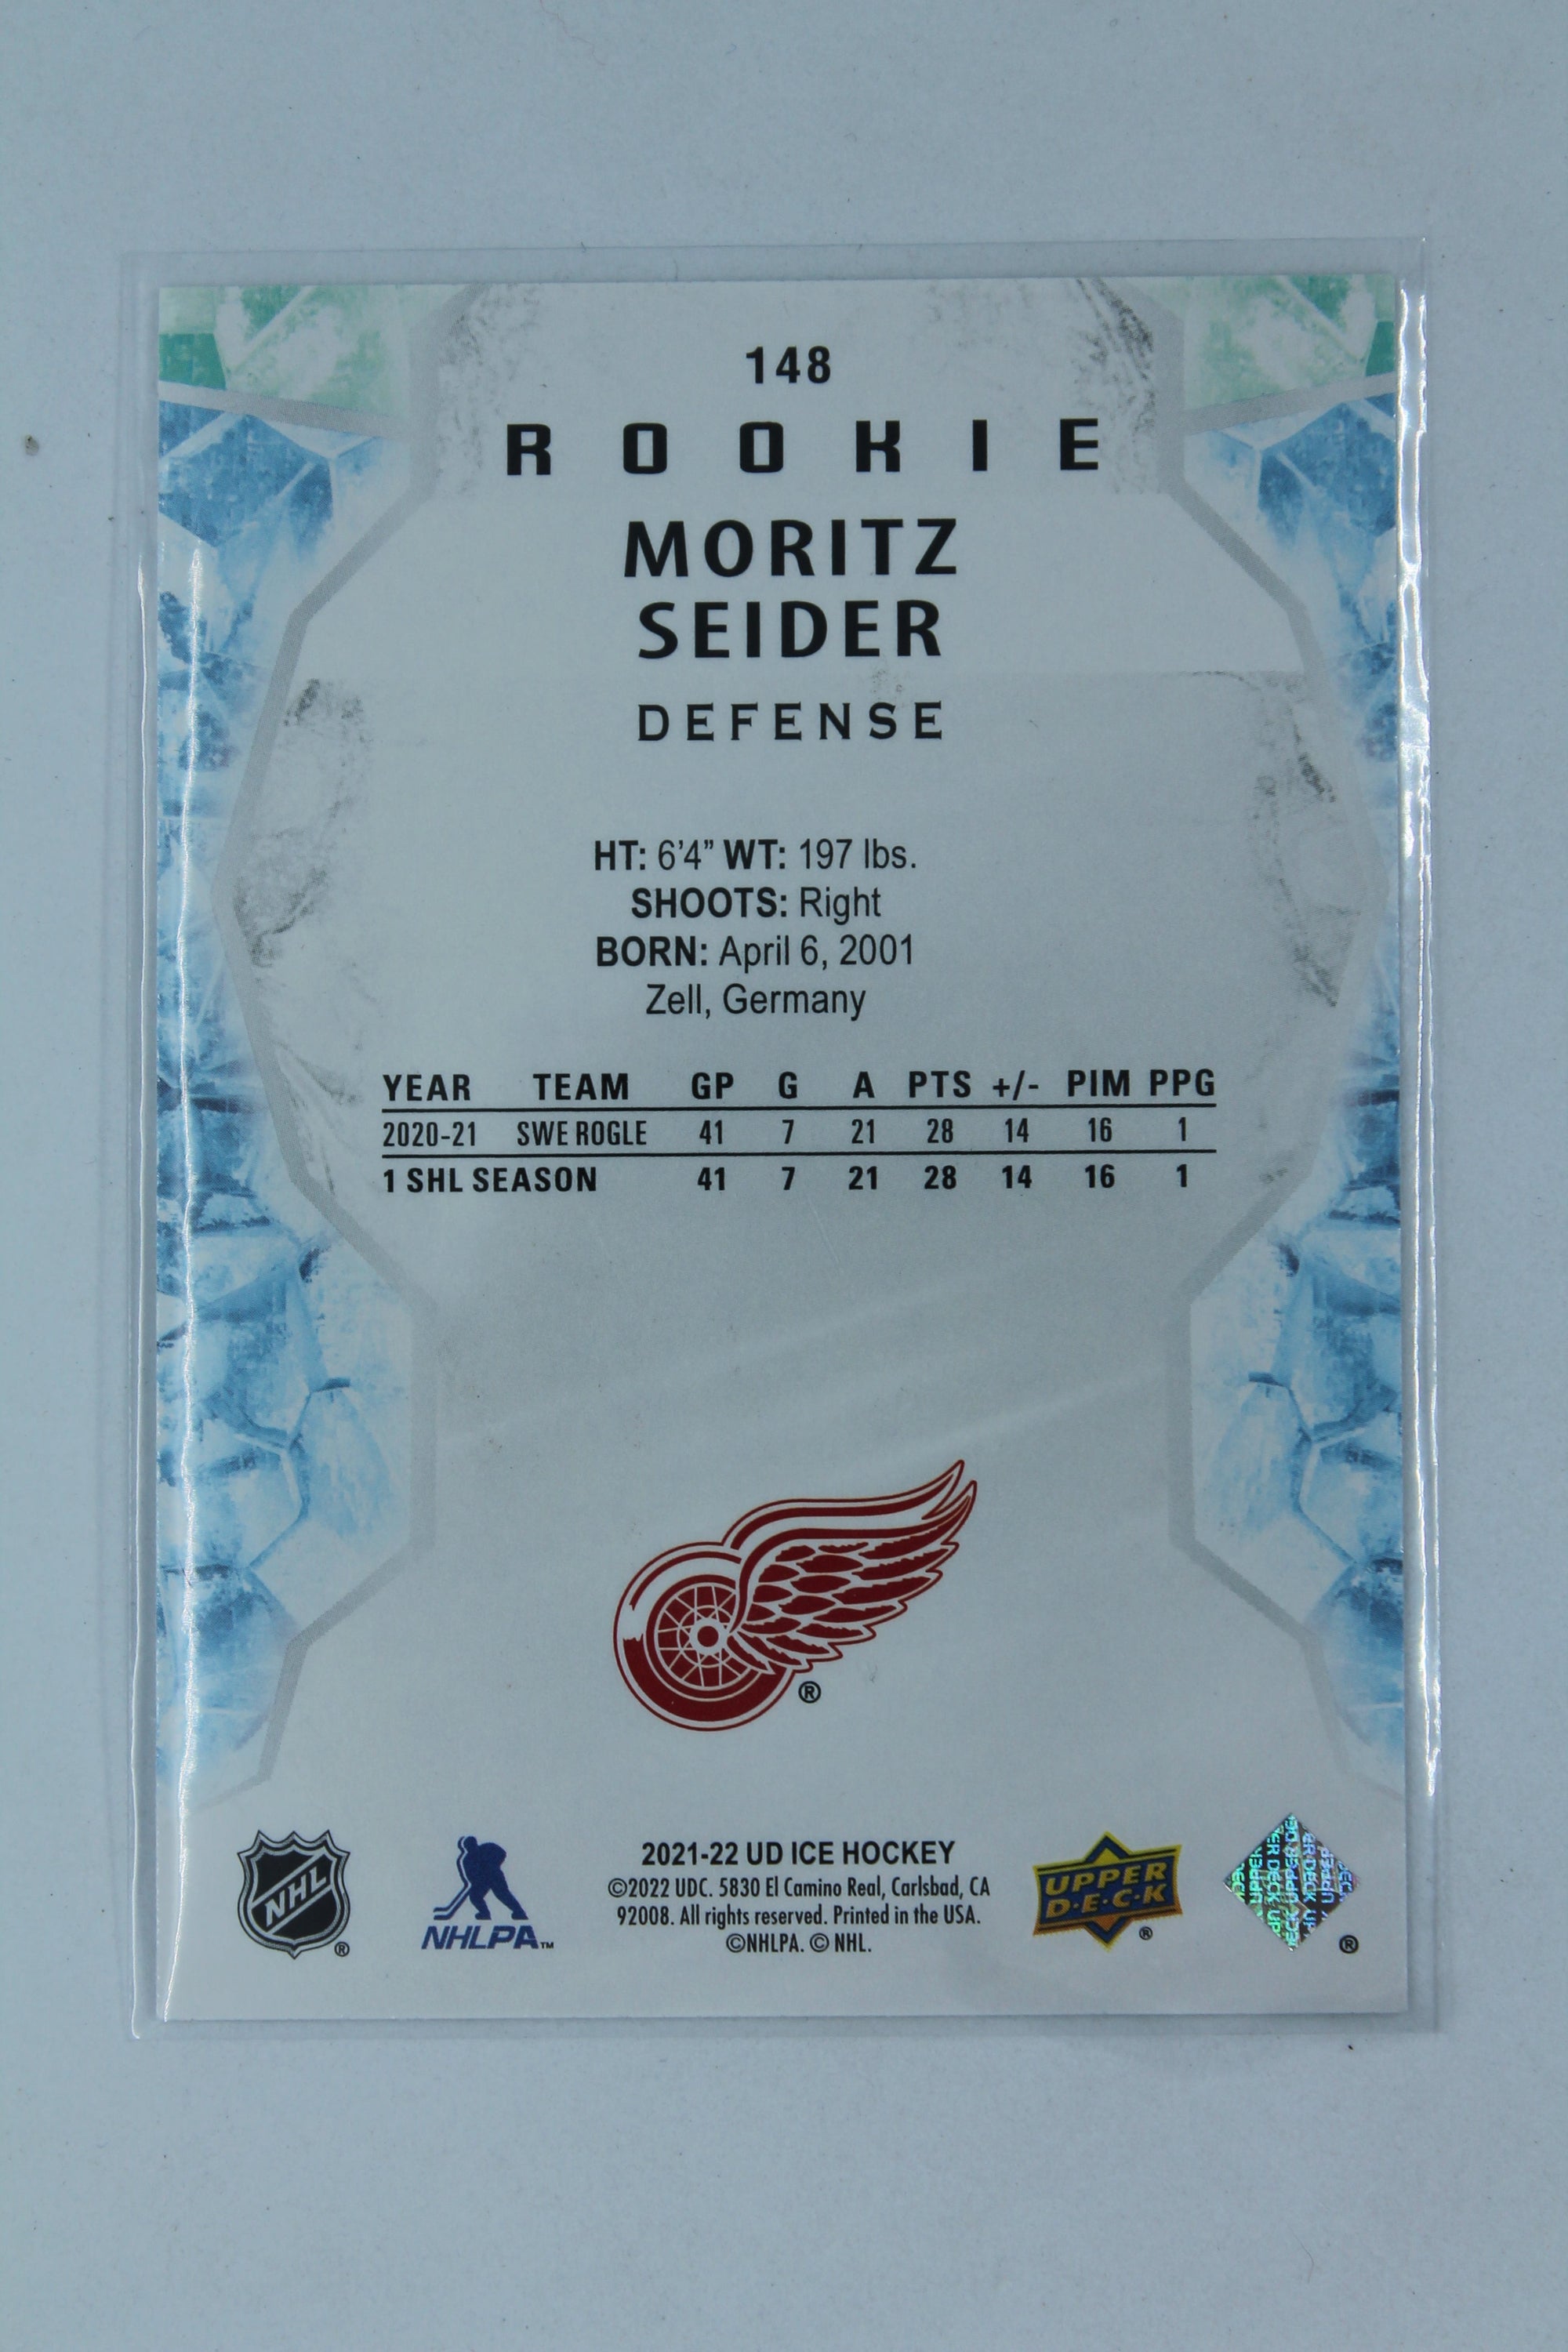 148
ROOKIE
MORITZ
SEIDER
DEFENSE
HT: 6'4" WT: 197 lbs.
SHOOTS: Right
BORN: April 6, 2001
Zell, Germany
YEAR TEAM GP G A PTS +/- PIM PPG
2020-21 SWE ROGLE 41 7 21 28 14 16 1
1 SHL SEASON 41 7 21 28 14 16 1
®
NHL ®
NHLPA™
2021-22 UD ICE HOCKEY
©2022 UDC. 5830 El Camino Real, Carlsbad, CA
92008. All rights reserved. Printed in the USA.
©NHLPA. © NHL.
UPPER
D·E·C·K ®
®